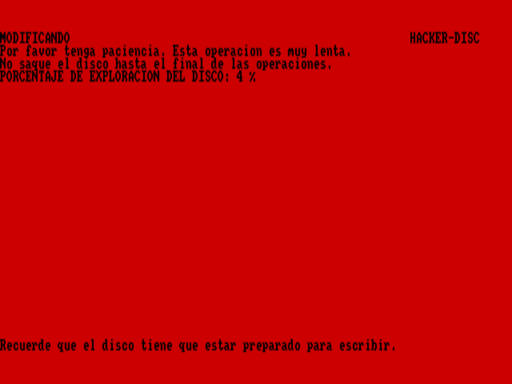 MODIFICANDO HACKER-DISC
Por favor tenga paciencia. Esta operacion es muy lenta.
No saque el disco hasta el final de las operaciones.
PORCENTAJE DE EXPLORACION DEL DISCO: 4 %
Recuerde que el disco tiene que estar preparado para escribir.